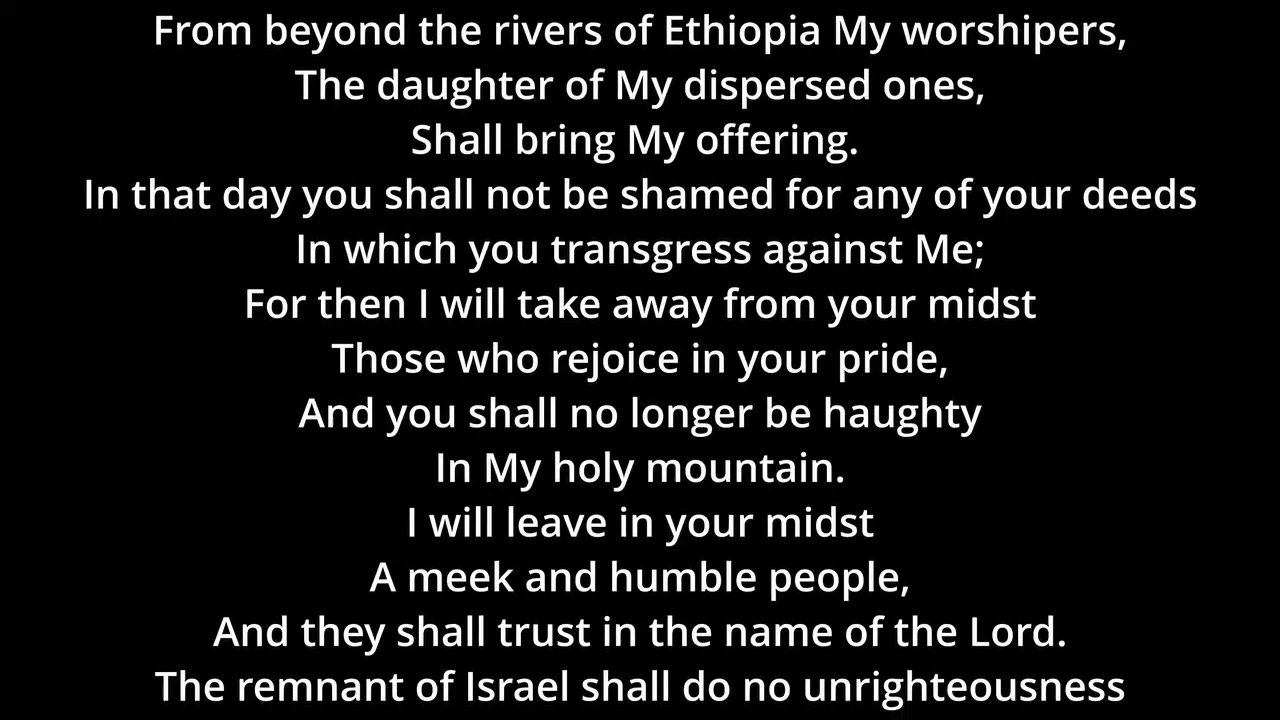 From beyond the rivers of Ethiopia My worshipers,
The daughter of My dispersed ones,
Shall bring My offering.
In that day you shall not be shamed for any of your deeds
In which you transgress against Me;
For then I will take away from your midst
Those who rejoice in your pride,
And you shall no longer be haughty
In My holy mountain.
I will leave in your midst
A meek and humble people,
And they shall trust in the name of the Lord.
The remnant of Israel shall do no unrighteousness